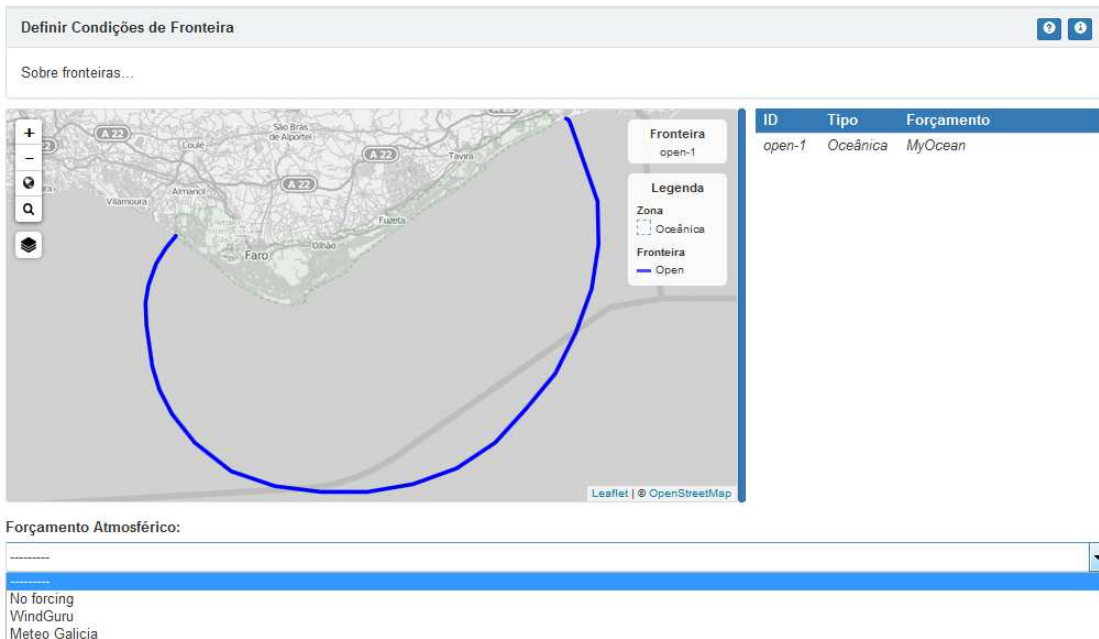 Definir Condições de Fronteira
Sobre fronteiras...
+
−
A 22
São Brás
de Alportel
Loulé
A 22
Tavira
Almancil
A 22
Vilamoura
Fuzeta
Olhão
Faro
Fronteira
open-1
Legenda
Zona
Oceânica
Fronteira
Open
Leaflet | © OpenStreetMap
ID Tipo Forçamento
open-1 Oceânica MyOcean
Forçamento Atmosférico:
---------
---------
No forcing
WindGuru
Meteo Galicia